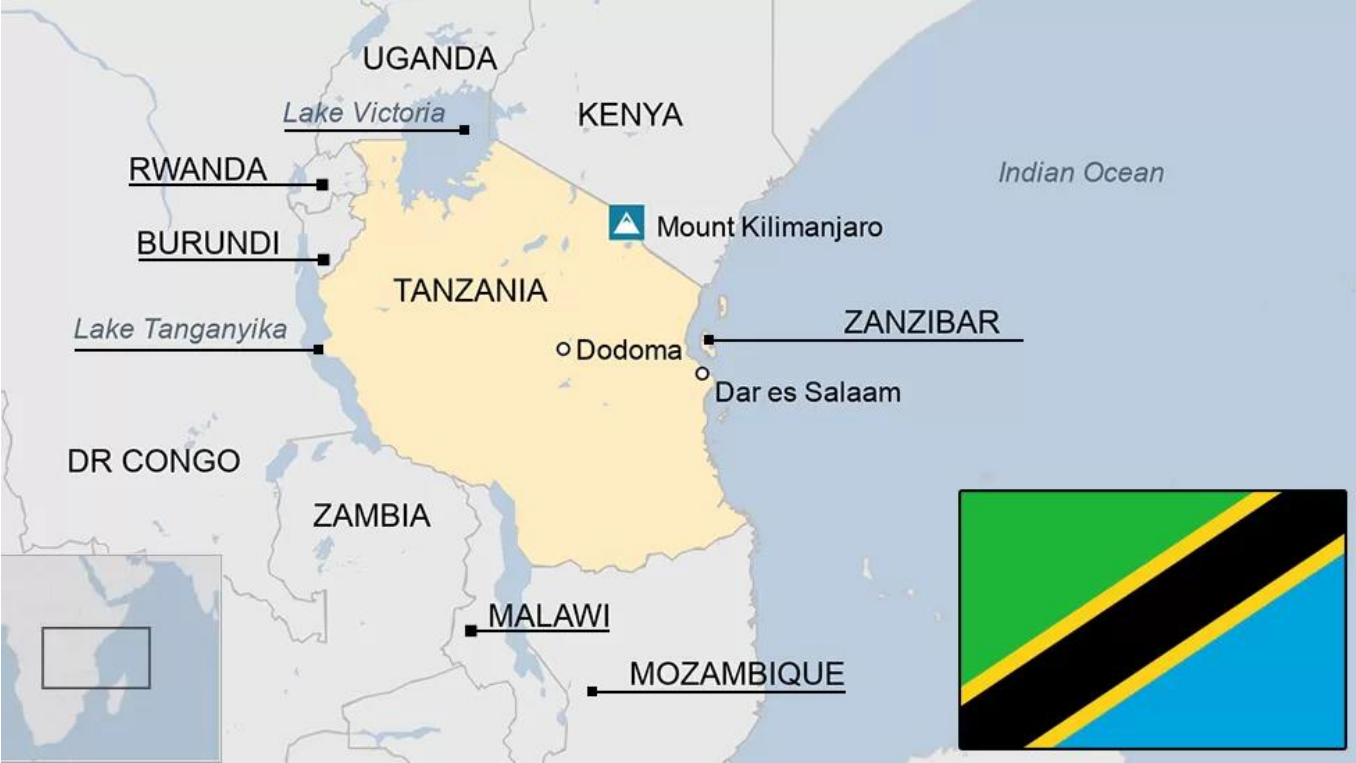 UGANDA
Lake Victoria
KENYA
RWANDA
Indian Ocean
Mount Kilimanjaro
BURUNDI
TANZANIA
ZANZIBAR
Lake Tanganyika
Dodoma
Dar es Salaam
DR CONGO
ZAMBIA
MALAWI
MOZAMBIQUE